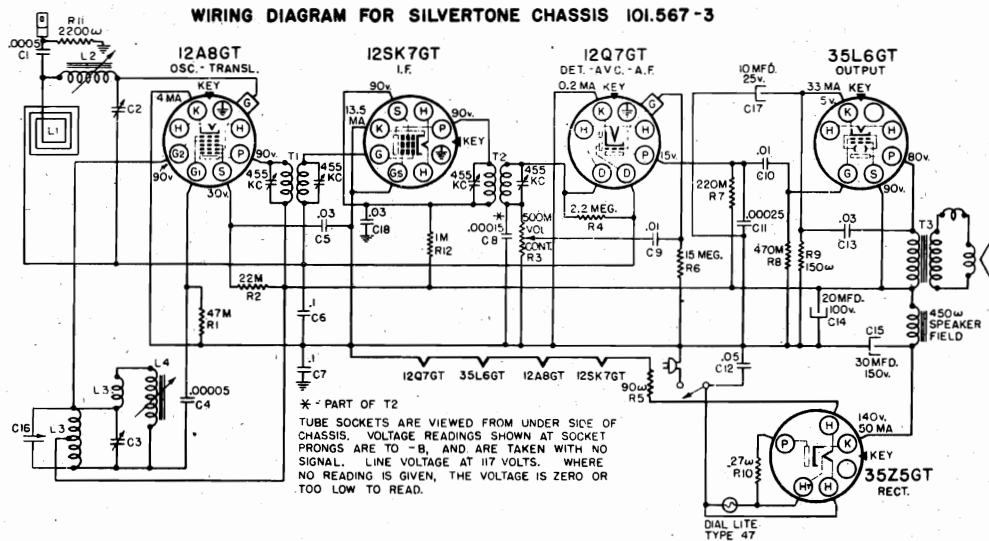 WIRING DIAGRAM FOR SILVERTONE CHASSIS 101.567-3
R11
2200ω
.0005
C1
L2
L1
C2
12A8GT
OSC.-TRANSL.
KEY
4 MA
K
G
H
H
G2
P
G1
S
90v.
90v.
30v.
T1
455
KC
455
KC
12SK7GT
I.F.
90v.
13.5
MA
S
H
K
P
G
GS
H
90v.
KEY
T2
455
KC
455
KC
12Q7GT
DET.-A.V.C.-A.F.
0.2 MA
KEY
K
G
H
H
P
D
D
15v.
10 MFD.
25v.
C17
35L6GT
OUTPUT
33 MA
KEY
5v.
K
H
H
P
G
S
80v.
90v.
.03
C5
.03
C18
1M
R12
*
.00015
C8
500M
VOL
CONT.
R3
2.2 MEG.
R4
.01
C9
15 MEG.
R6
220M
R7
.01
C10
.00025
C11
470M
R8
R9
150ω
.03
C13
T3
22M
R2
47M
R1
.1
C6
.1
C7
20MFD.
100v.
C14
C15
30 MFD.
150v.
450ω
SPEAKER
FIELD
L4
L3
L3
C16
C3
.00005
C4
12Q7GT
35L6GT
12A8GT
12SK7GT
90ω
R5
.05
C12
* - PART OF T2
TUBE SOCKETS ARE VIEWED FROM UNDER SIDE OF
CHASSIS. VOLTAGE READINGS SHOWN AT SOCKET
PRONGS ARE TO -B, AND ARE TAKEN WITH NO
SIGNAL. LINE VOLTAGE AT 117 VOLTS. WHERE
NO READING IS GIVEN, THE VOLTAGE IS ZERO OR
TOO LOW TO READ.
140v.
50 MA
H
P
K
KEY
HT
H
27ω
R10
35Z5GT
RECT.
DIAL LITE
TYPE 47